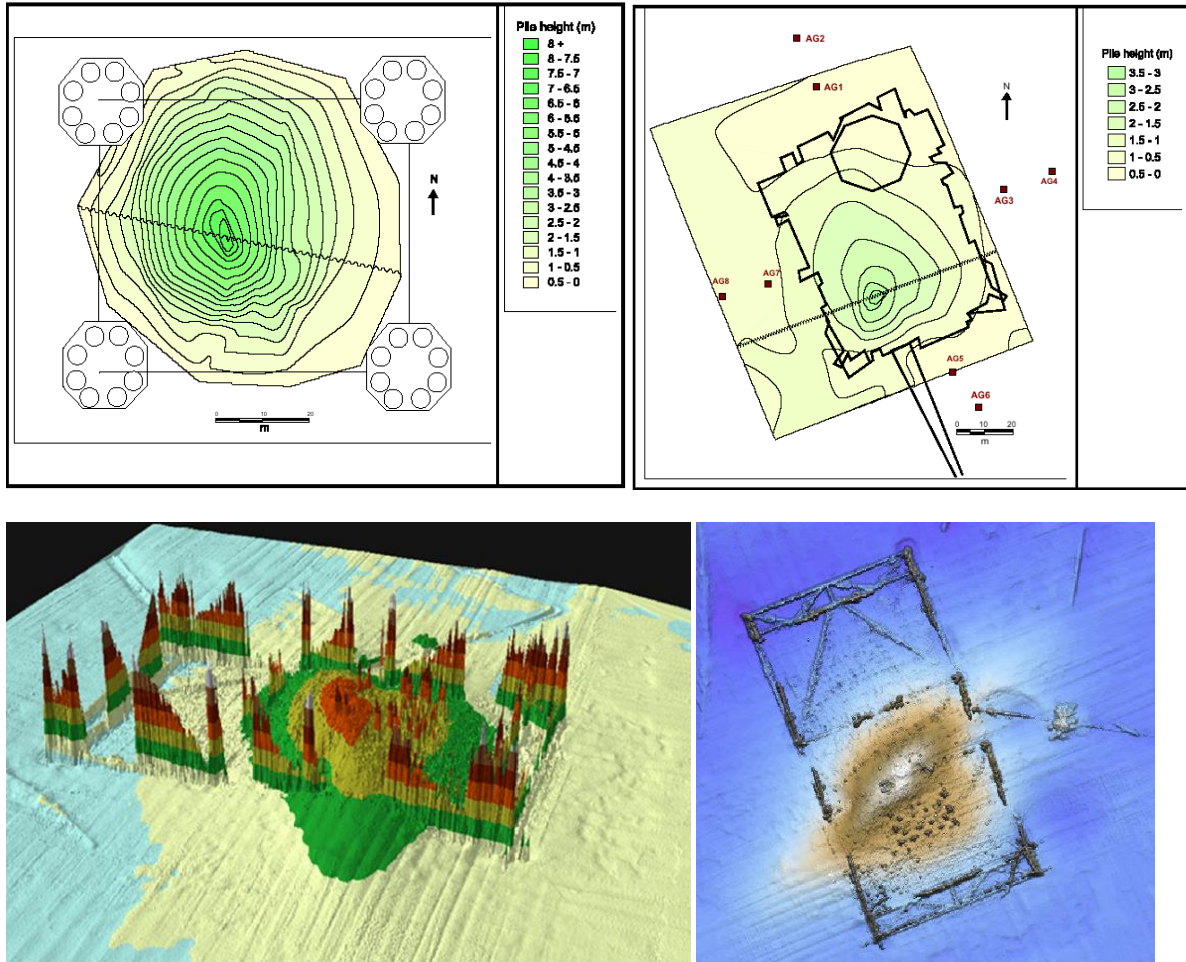 Pile height (m)
8 +
8 - 7.5
7.5 - 7
7 - 6.5
6.5 - 6
6 - 5.5
5.5 - 5
5 - 4.5
4.5 - 4
4 - 3.5
3.5 - 3
3 - 2.5
2.5 - 2
2 - 1.5
1.5 - 1
1 - 0.5
0.5 - 0
N
0 10 20
m
Pile height (m)
3.5 - 3
3 - 2.5
2.5 - 2
2 - 1.5
1.5 - 1
1 - 0.5
0.5 - 0
AG2
AG1
N
AG4
AG3
AG7
AG8
AG5
AG6
0 10 20
m